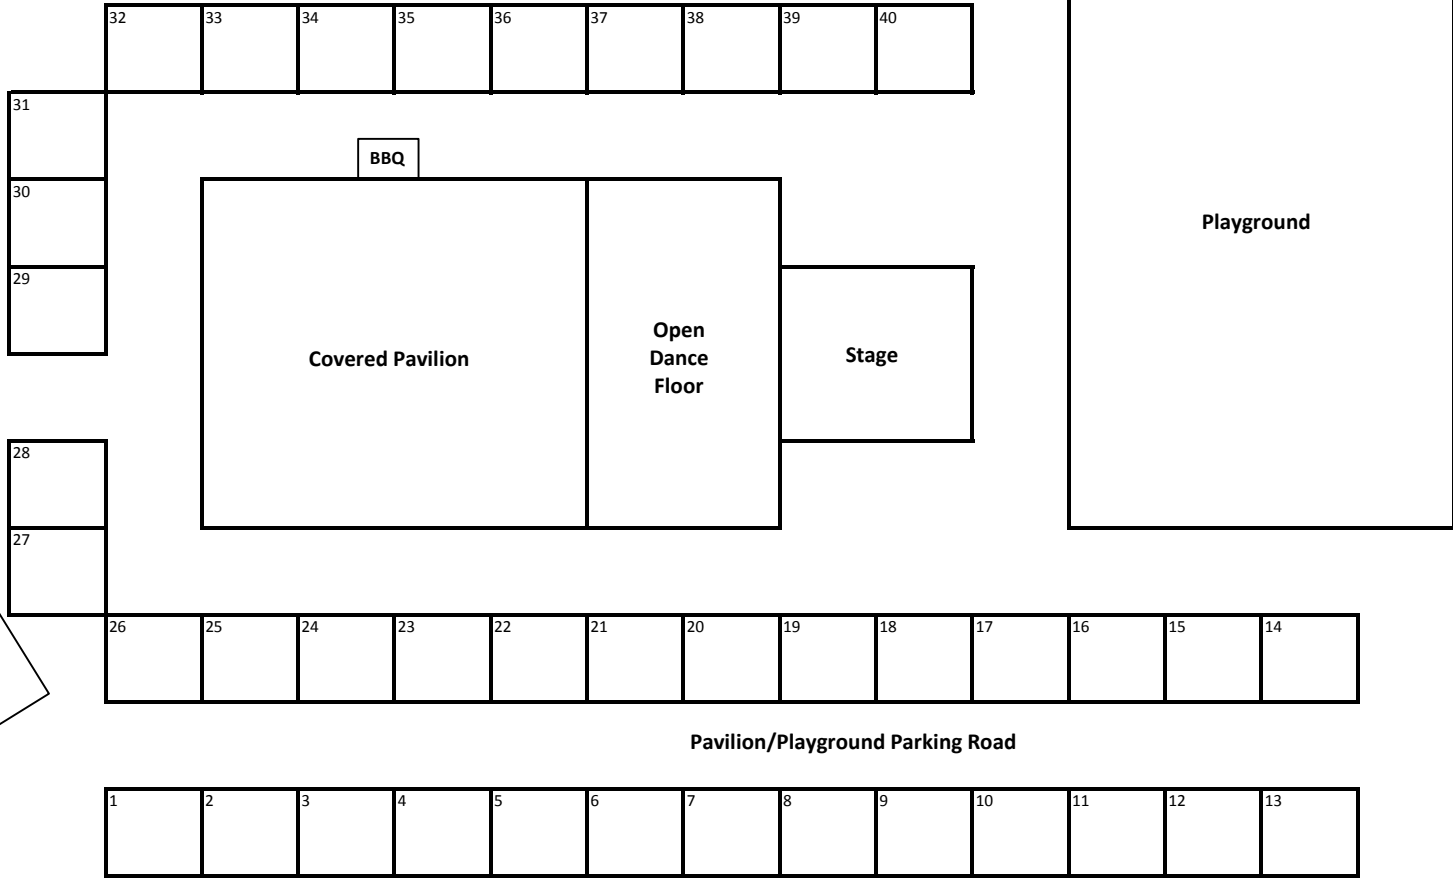 32 33 34 35 36 37 38 39 40
31
BBQ
30
Playground
29
Open
Dance
Floor
Covered Pavilion
Stage
28
27
26 25 24 23 22 21 20 19 18 17 16 15 14
Pavilion/Playground Parking Road
1 2 3 4 5 6 7 8 9 10 11 12 13